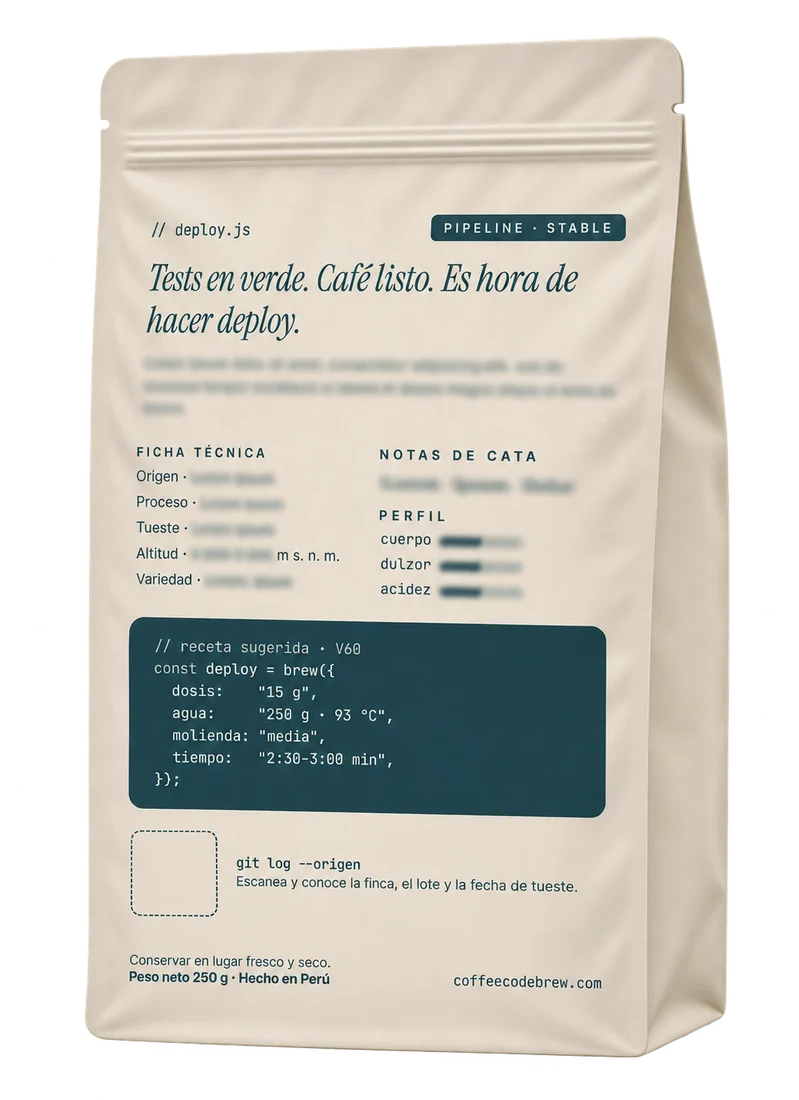 // deploy.js
PIPELINE · STABLE
Tests en verde. Café listo. Es hora de
hacer deploy.
FICHA TÉCNICA
Origen ·
Proceso ·
Tueste ·
Altitud · m s. n. m.
Variedad ·
NOTAS DE CATA
PERFIL
cuerpo
dulzor
acidez
// receta sugerida · V60
const deploy = brew({
  dosis:    "15 g",
  agua:     "250 g · 93 °C",
  molienda: "media",
  tiempo:   "2:30-3:00 min",
});
git log --origen
Escanea y conoce la finca, el lote y la fecha de tueste.
Conservar en lugar fresco y seco.
Peso neto 250 g · Hecho en Perú
coffeecodebrew.com